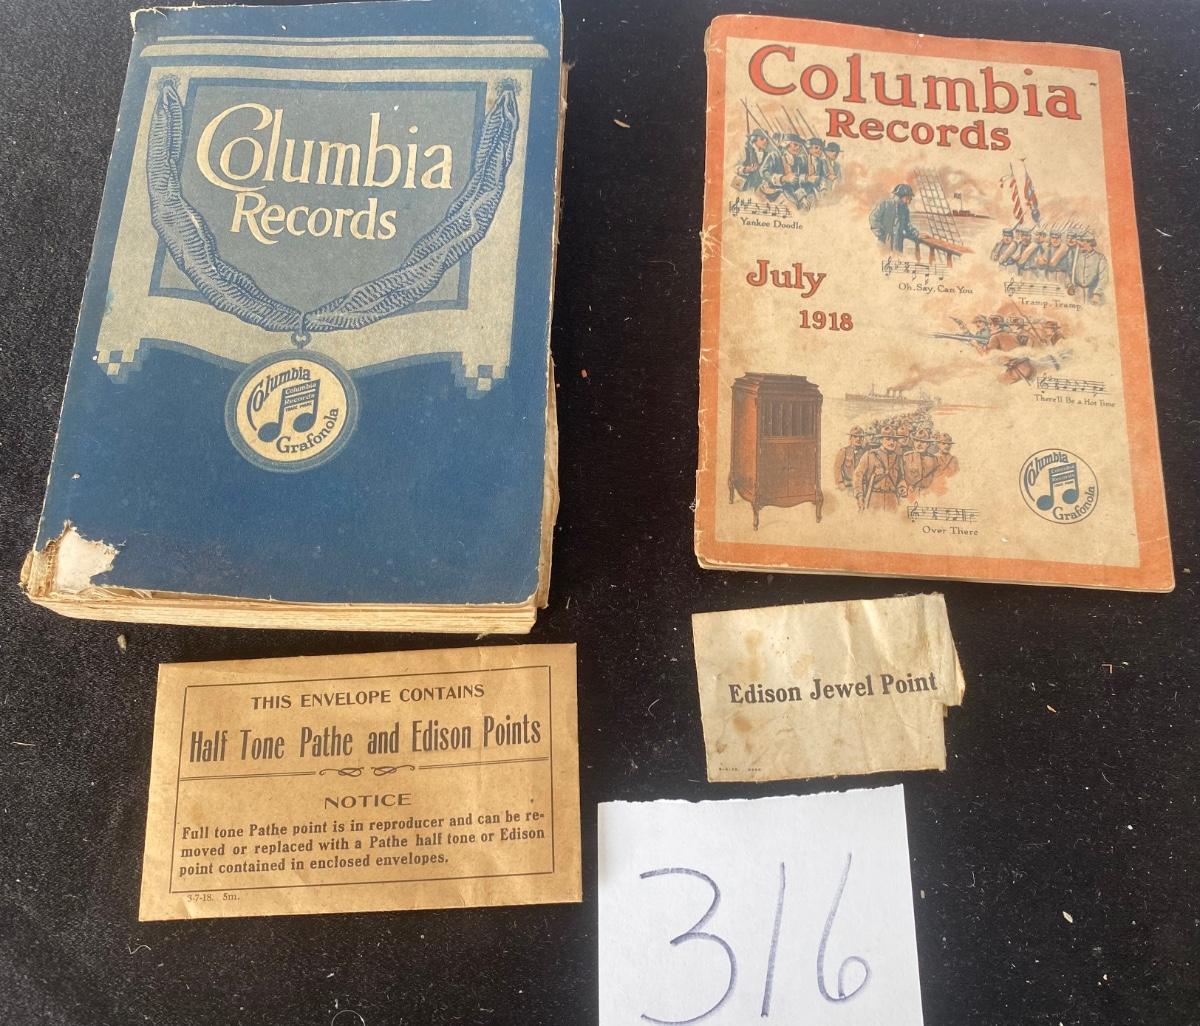 Columbia
Records
Columbia
Columbia
Records
Grafonola
Columbia
Records
Yankee Doodle
Oh, Say, Can You
Tramp, Tramp
July
1918
There'll Be a Hot Time
Columbia
Columbia
Records
Grafonola
Over There
THIS ENVELOPE CONTAINS
Half Tone Pathe and Edison Points
NOTICE
Full tone Pathe point is in reproducer and can be re-
moved or replaced with a Pathe half tone or Edison
point contained in enclosed envelopes.
3-7-18. 5m.
Edison Jewel Point
316